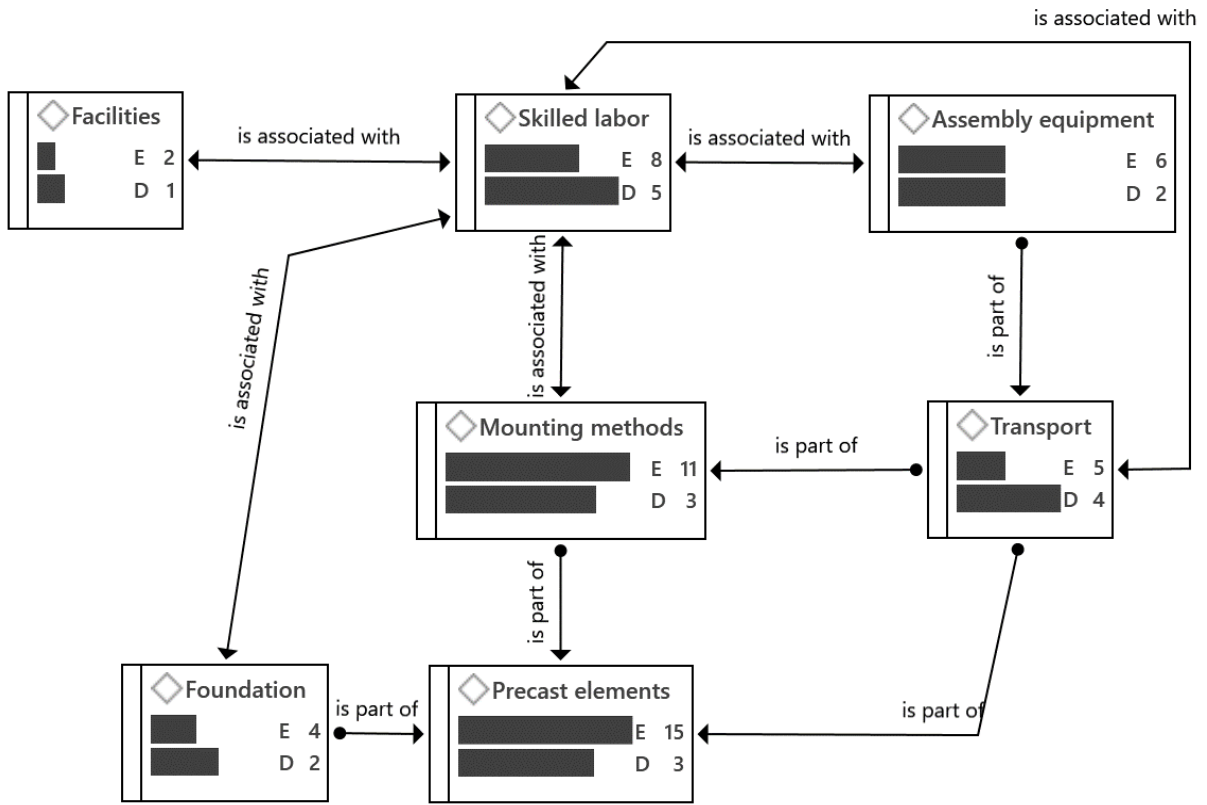 is associated with
Facilities
E 2
D 1
is associated with
Skilled labor
E 8
D 5
is associated with
Assembly equipment
E 6
D 2
is associated with
is associated with
is part of
Mounting methods
E 11
D 3
is part of
Transport
E 5
D 4
is part of
Foundation
E 4
D 2
is part of
Precast elements
E 15
D 3
is part of